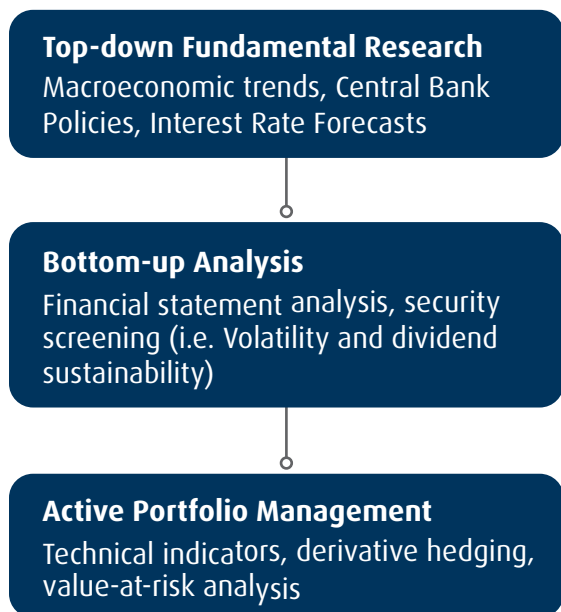 Top-down Fundamental Research
Macroeconomic trends, Central Bank
Policies, Interest Rate Forecasts
Bottom-up Analysis
Financial statement analysis, security
screening (i.e. Volatility and dividend
sustainability)
Active Portfolio Management
Technical indicators, derivative hedging,
value-at-risk analysis